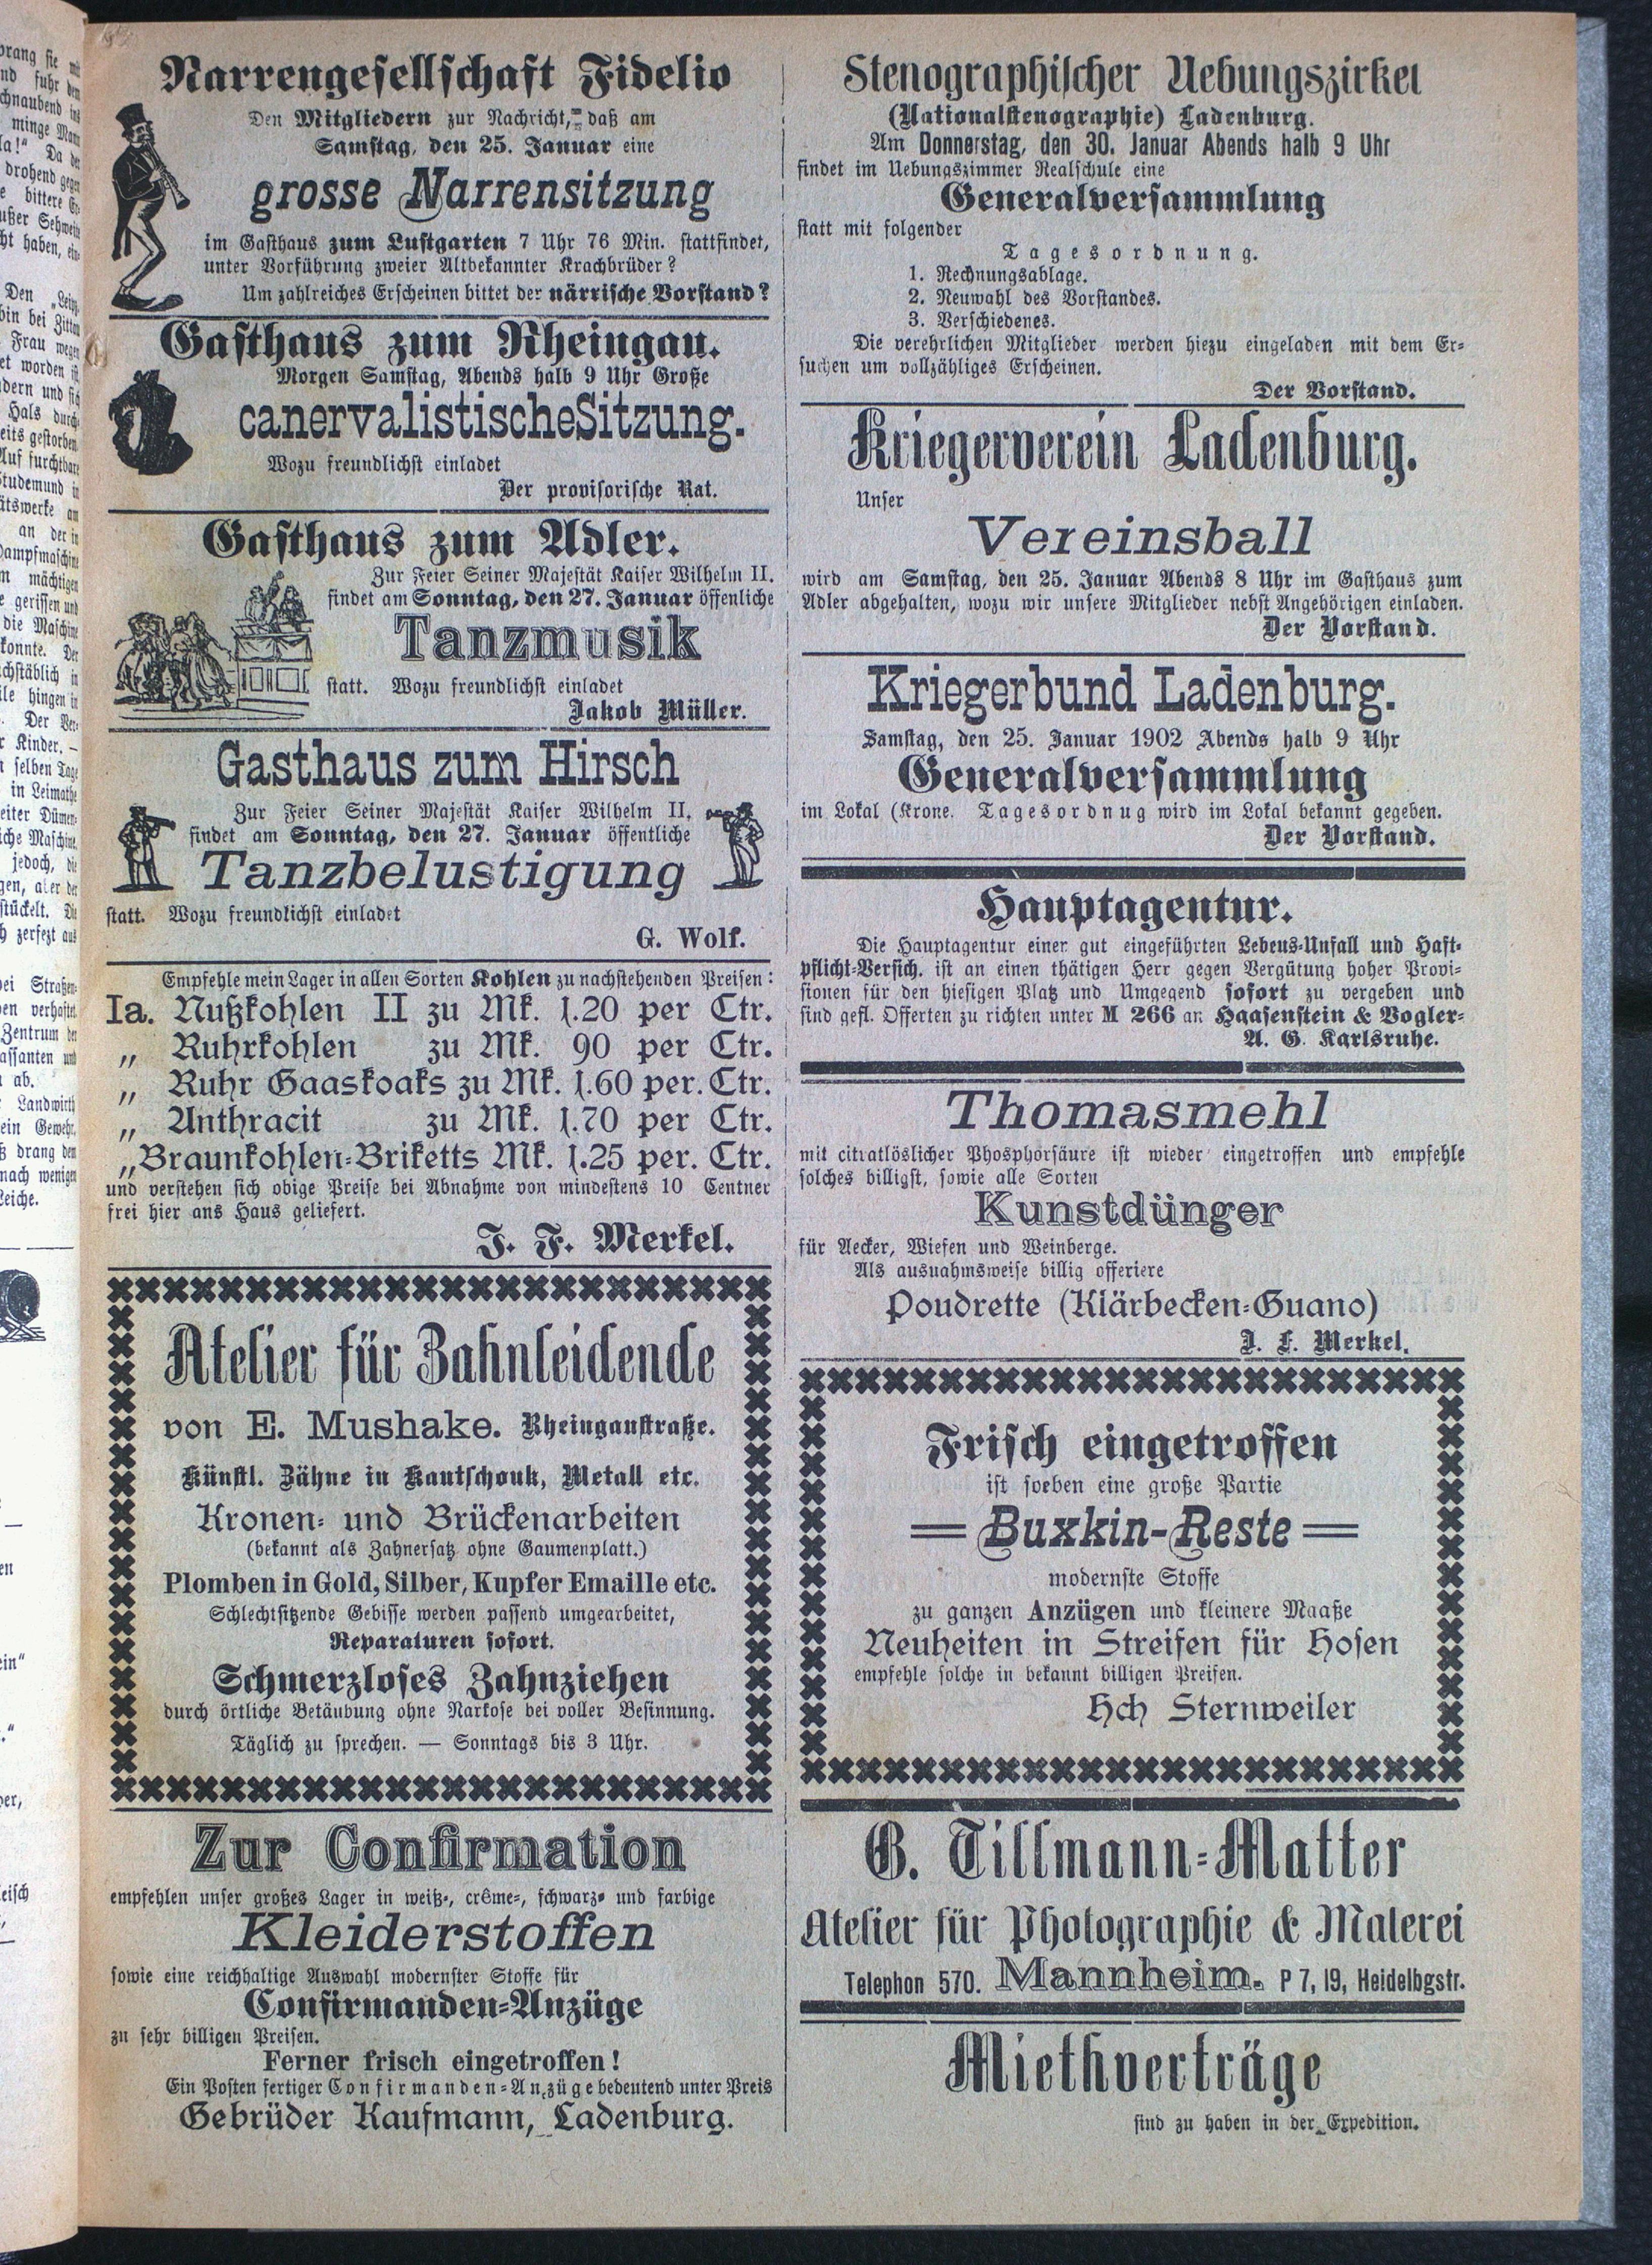 Narrengesellschaft Fidelio
Den Mitgliedern zur Nachricht, daß am
Samstag, den 25. Januar eine
grosse Narrensitzung
im Gasthaus zum Lustgarten 7 Uhr 76 Min. stattfindet,
unter Vorführung zweier Altbekannter Krachbrüder?
Um zahlreiches Erscheinen bittet der närrische Vorstand?
Gasthaus zum Rheingau.
Morgen Samstag, Abends halb 9 Uhr Große
canervalistischeSitzung.
Wozu freundlichst einladet
Der provisorische Rat.
Gasthaus zum Adler.
Zur Feier Seiner Majestät Kaiser Wilhelm II.
findet am Sonntag, den 27. Januar öffenliche
Tanzmusik
statt. Wozu freundlichst einladet
Jakob Müller.
Gasthaus zum Hirsch
Zur Feier Seiner Majestät Kaiser Wilhelm II.
findet am Sonntag, den 27. Januar öffentliche
Tanzbelustigung
statt. Wozu freundlichst einladet
G. Wolf.
Empfehle mein Lager in allen Sorten Kohlen zu nachstehenden Preisen:
Ia. Nußkohlen II zu Mk. 1.20 per Ctr.
„ Ruhrkohlen zu Mk. 90 per Ctr.
„ Ruhr Gaaskoaks zu Mk. 1.60 per. Ctr.
„ Anthracit zu Mk. 1.70 per Ctr.
„Braunkohlen-Briketts Mk. 1.25 per. Ctr.
und verstehen sich obige Preise bei Abnahme von mindestens 10 Centner
frei hier ans Haus geliefert.
J. F. Merkel.
Atelier für Zahnleidende
von E. Mushake. Rheingaustraße.
Künstl. Zähne in Kautschouk, Metall etc.
Kronen- und Brückenarbeiten
(bekannt als Zahnersatz ohne Gaumenplatt.)
Plomben in Gold, Silber, Kupfer Emaille etc.
Schlechtsitzende Gebisse werden passend umgearbeitet,
Reparaturen sofort.
Schmerzloses Zahnziehen
durch örtliche Betäubung ohne Narkose bei voller Besinnung.
Täglich zu sprechen. — Sonntags bis 3 Uhr.
Zur Confirmation
empfehlen unser großes Lager in weiß-, crême-, schwarz- und farbige
Kleiderstoffen
sowie eine reichhaltige Auswahl modernster Stoffe für
Confirmanden-Anzüge
zu sehr billigen Preisen.
Ferner frisch eingetroffen!
Ein Posten fertiger Confirmanden-Anzüge bedeutend unter Preis
Gebrüder Kaufmann, Ladenburg.
Stenographischer Uebungszirkel
(Nationalstenographie) Ladenburg.
Am Donnerstag, den 30. Januar Abends halb 9 Uhr
findet im Uebungszimmer Realschule eine
Generalversammlung
statt mit folgender
Tagesordnung.
1. Rechnungsablage.
2. Neuwahl des Vorstandes.
3. Verschiedenes.
Die verehrlichen Mitglieder werden hiezu eingeladen mit dem Er-
suchen um vollzähliges Erscheinen.
Der Vorstand.
Kriegerverein Ladenburg.
Unser
Vereinsball
wird am Samstag, den 25. Januar Abends 8 Uhr im Gasthaus zum
Adler abgehalten, wozu wir unsere Mitglieder nebst Angehörigen einladen.
Der Vorstand.
Kriegerbund Ladenburg.
Samstag, den 25. Januar 1902 Abends halb 9 Uhr
Generalversammlung
im Lokal (Krone. Tagesordnug wird im Lokal bekannt gegeben.
Der Vorstand.
Hauptagentur.
Die Hauptagentur einer gut eingeführten Lebeus-Unfall und Haft-
pflicht-Versich. ist an einen thätigen Herr gegen Vergütung hoher Provi-
sionen für den hiesigen Platz und Umgegend sofort zu vergeben und
sind gefl. Offerten zu richten unter M 266 an Haasenstein & Vogler-
A. G. Karlsruhe.
Thomasmehl
mit citratlöslicher Phosphorsäure ist wieder eingetroffen und empfehle
solches billigst, sowie alle Sorten
Kunstdünger
für Aecker, Wiesen und Weinberge.
Als ausnahmsweise billig offeriere
Poudrette (Klärbecken-Guano)
J. F. Merkel.
Frisch eingetroffen
ist soeben eine große Partie
Buxkin-Reste
modernste Stoffe
zu ganzen Anzügen und kleinere Maaße
Neuheiten in Streifen für Hosen
empfehle solche in bekannt billigen Preisen.
Hch Sternweiler
G. Tillmann-Matter
Atelier für Photographie & Malerei
Telephon 570. Mannheim. P 7, 19, Heidelbgstr.
Miethverträge
sind zu haben in der Expedition.